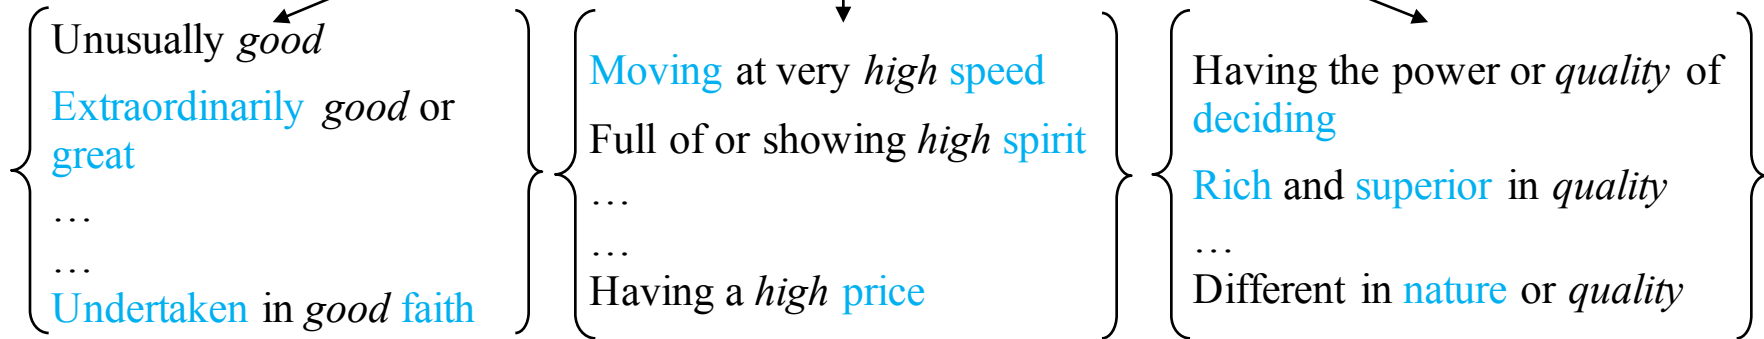 Unusually good
Extraordinarily good or
great
…
…
Undertaken in good faith
Moving at very high speed
Full of or showing high spirit
…
…
Having a high price
Having the power or quality of
deciding
Rich and superior in quality
…
Different in nature or quality